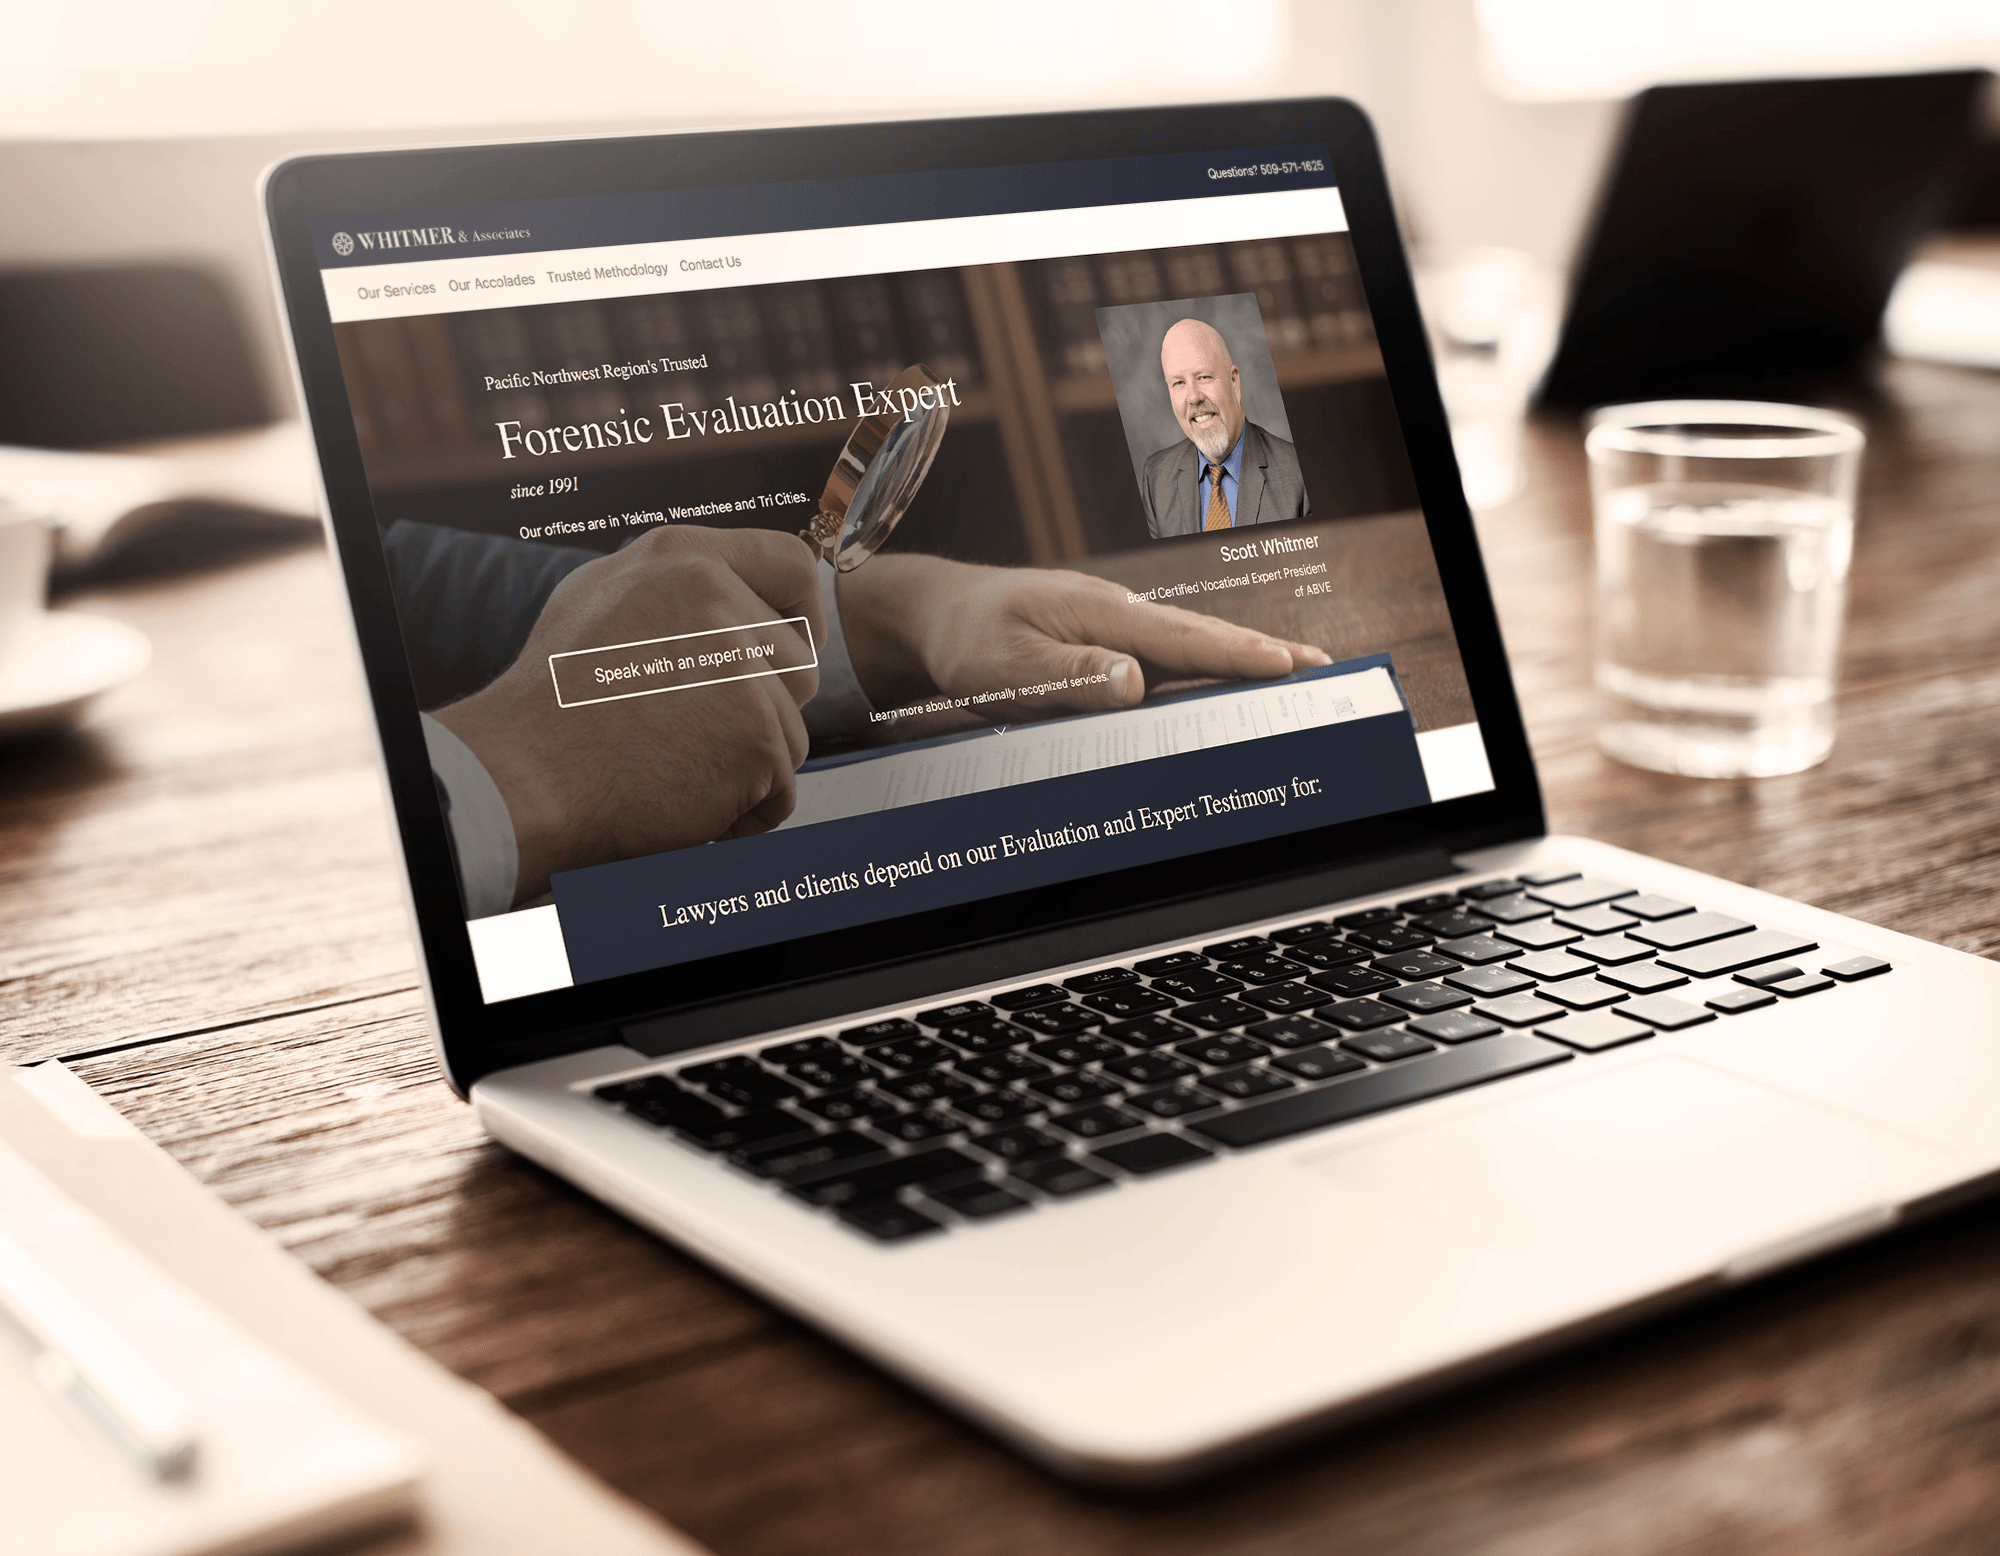 Questions? 509-571-1625
WHITMER & Associates
Our Services Our Accolades Trusted Methodology Contact Us
Pacific Northwest Region's Trusted
Forensic Evaluation Expert
since 1991
Our offices are in Yakima, Wenatchee and Tri Cities.
Scott Whitmer
Board Certified Vocational Expert President
of ABVE
Speak with an expert now
Learn more about our nationally recognized services.
Lawyers and clients depend on our Evaluation and Expert Testimony for: